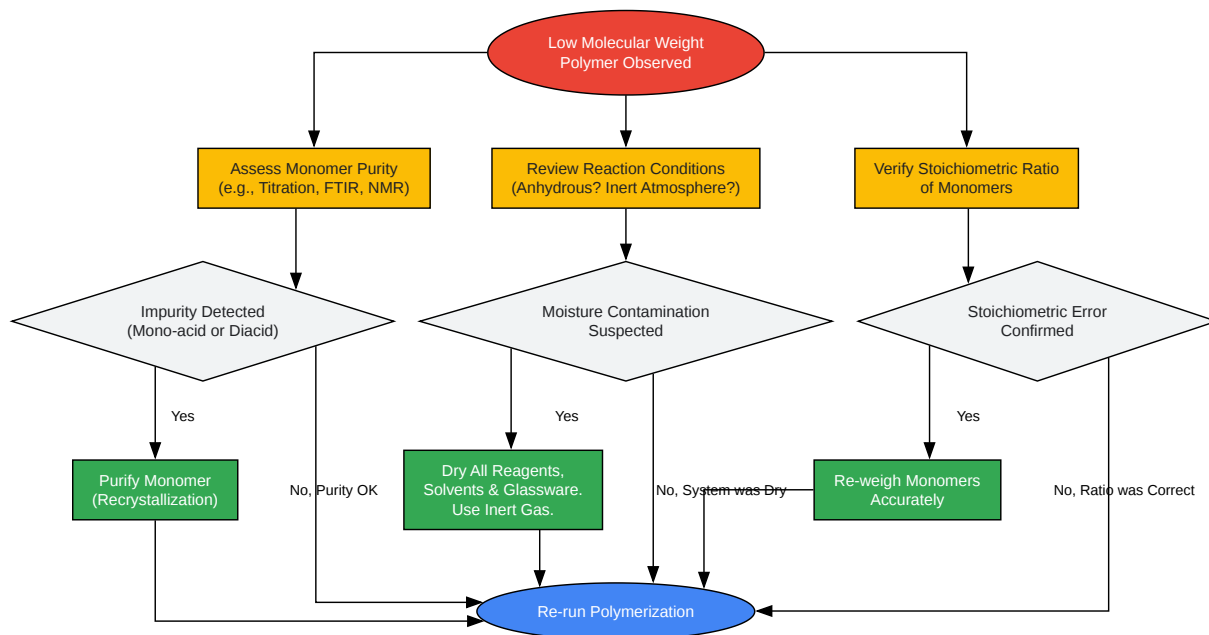 Low Molecular Weight
Polymer Observed
Assess Monomer Purity
(e.g., Titration, FTIR, NMR)
Review Reaction Conditions
(Anhydrous? Inert Atmosphere?)
Verify Stoichiometric Ratio
of Monomers
Impurity Detected
(Mono-acid or Diacid)
Moisture Contamination
Suspected
Stoichiometric Error
Confirmed
Yes
Yes
Yes
Purify Monomer
(Recrystallization)
No, Purity OK
Dry All Reagents,
Solvents & Glassware.
Use Inert Gas.
No, System was Dry
Re-weigh Monomers
Accurately
No, Ratio was Correct
Re-run Polymerization